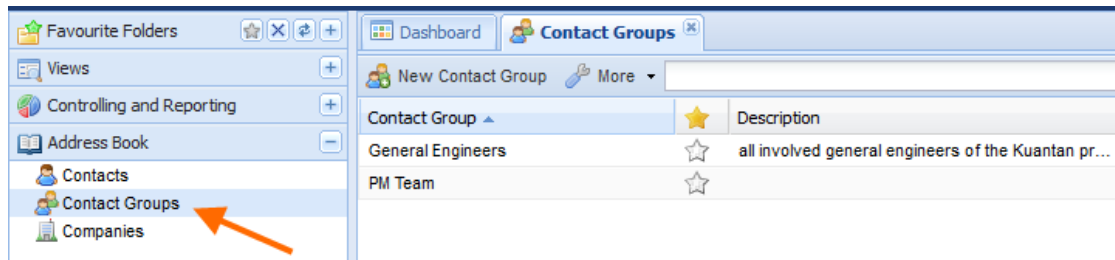 Favourite Folders
Views
Controlling and Reporting
Address Book
Contacts
Contact Groups
Companies
Dashboard
Contact Groups
New Contact Group More
Contact Group Description
General Engineers all involved general engineers of the Kuantan pr...
PM Team